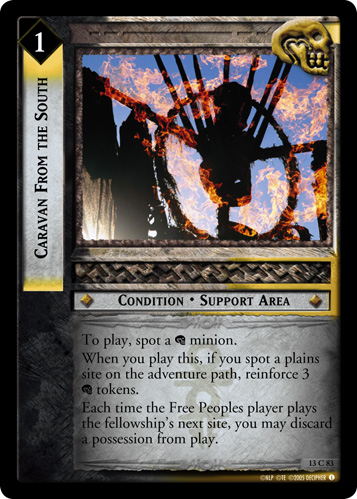 1
CARAVAN FROM THE SOUTH
CONDITION • SUPPORT AREA
To play, spot a minion.
When you play this, if you spot a plains
site on the adventure path, reinforce 3
tokens.
Each time the Free Peoples player plays
the fellowship's next site, you may discard
a possession from play.
13 C 83
©NLP ©TE ©2005 DECIPHER